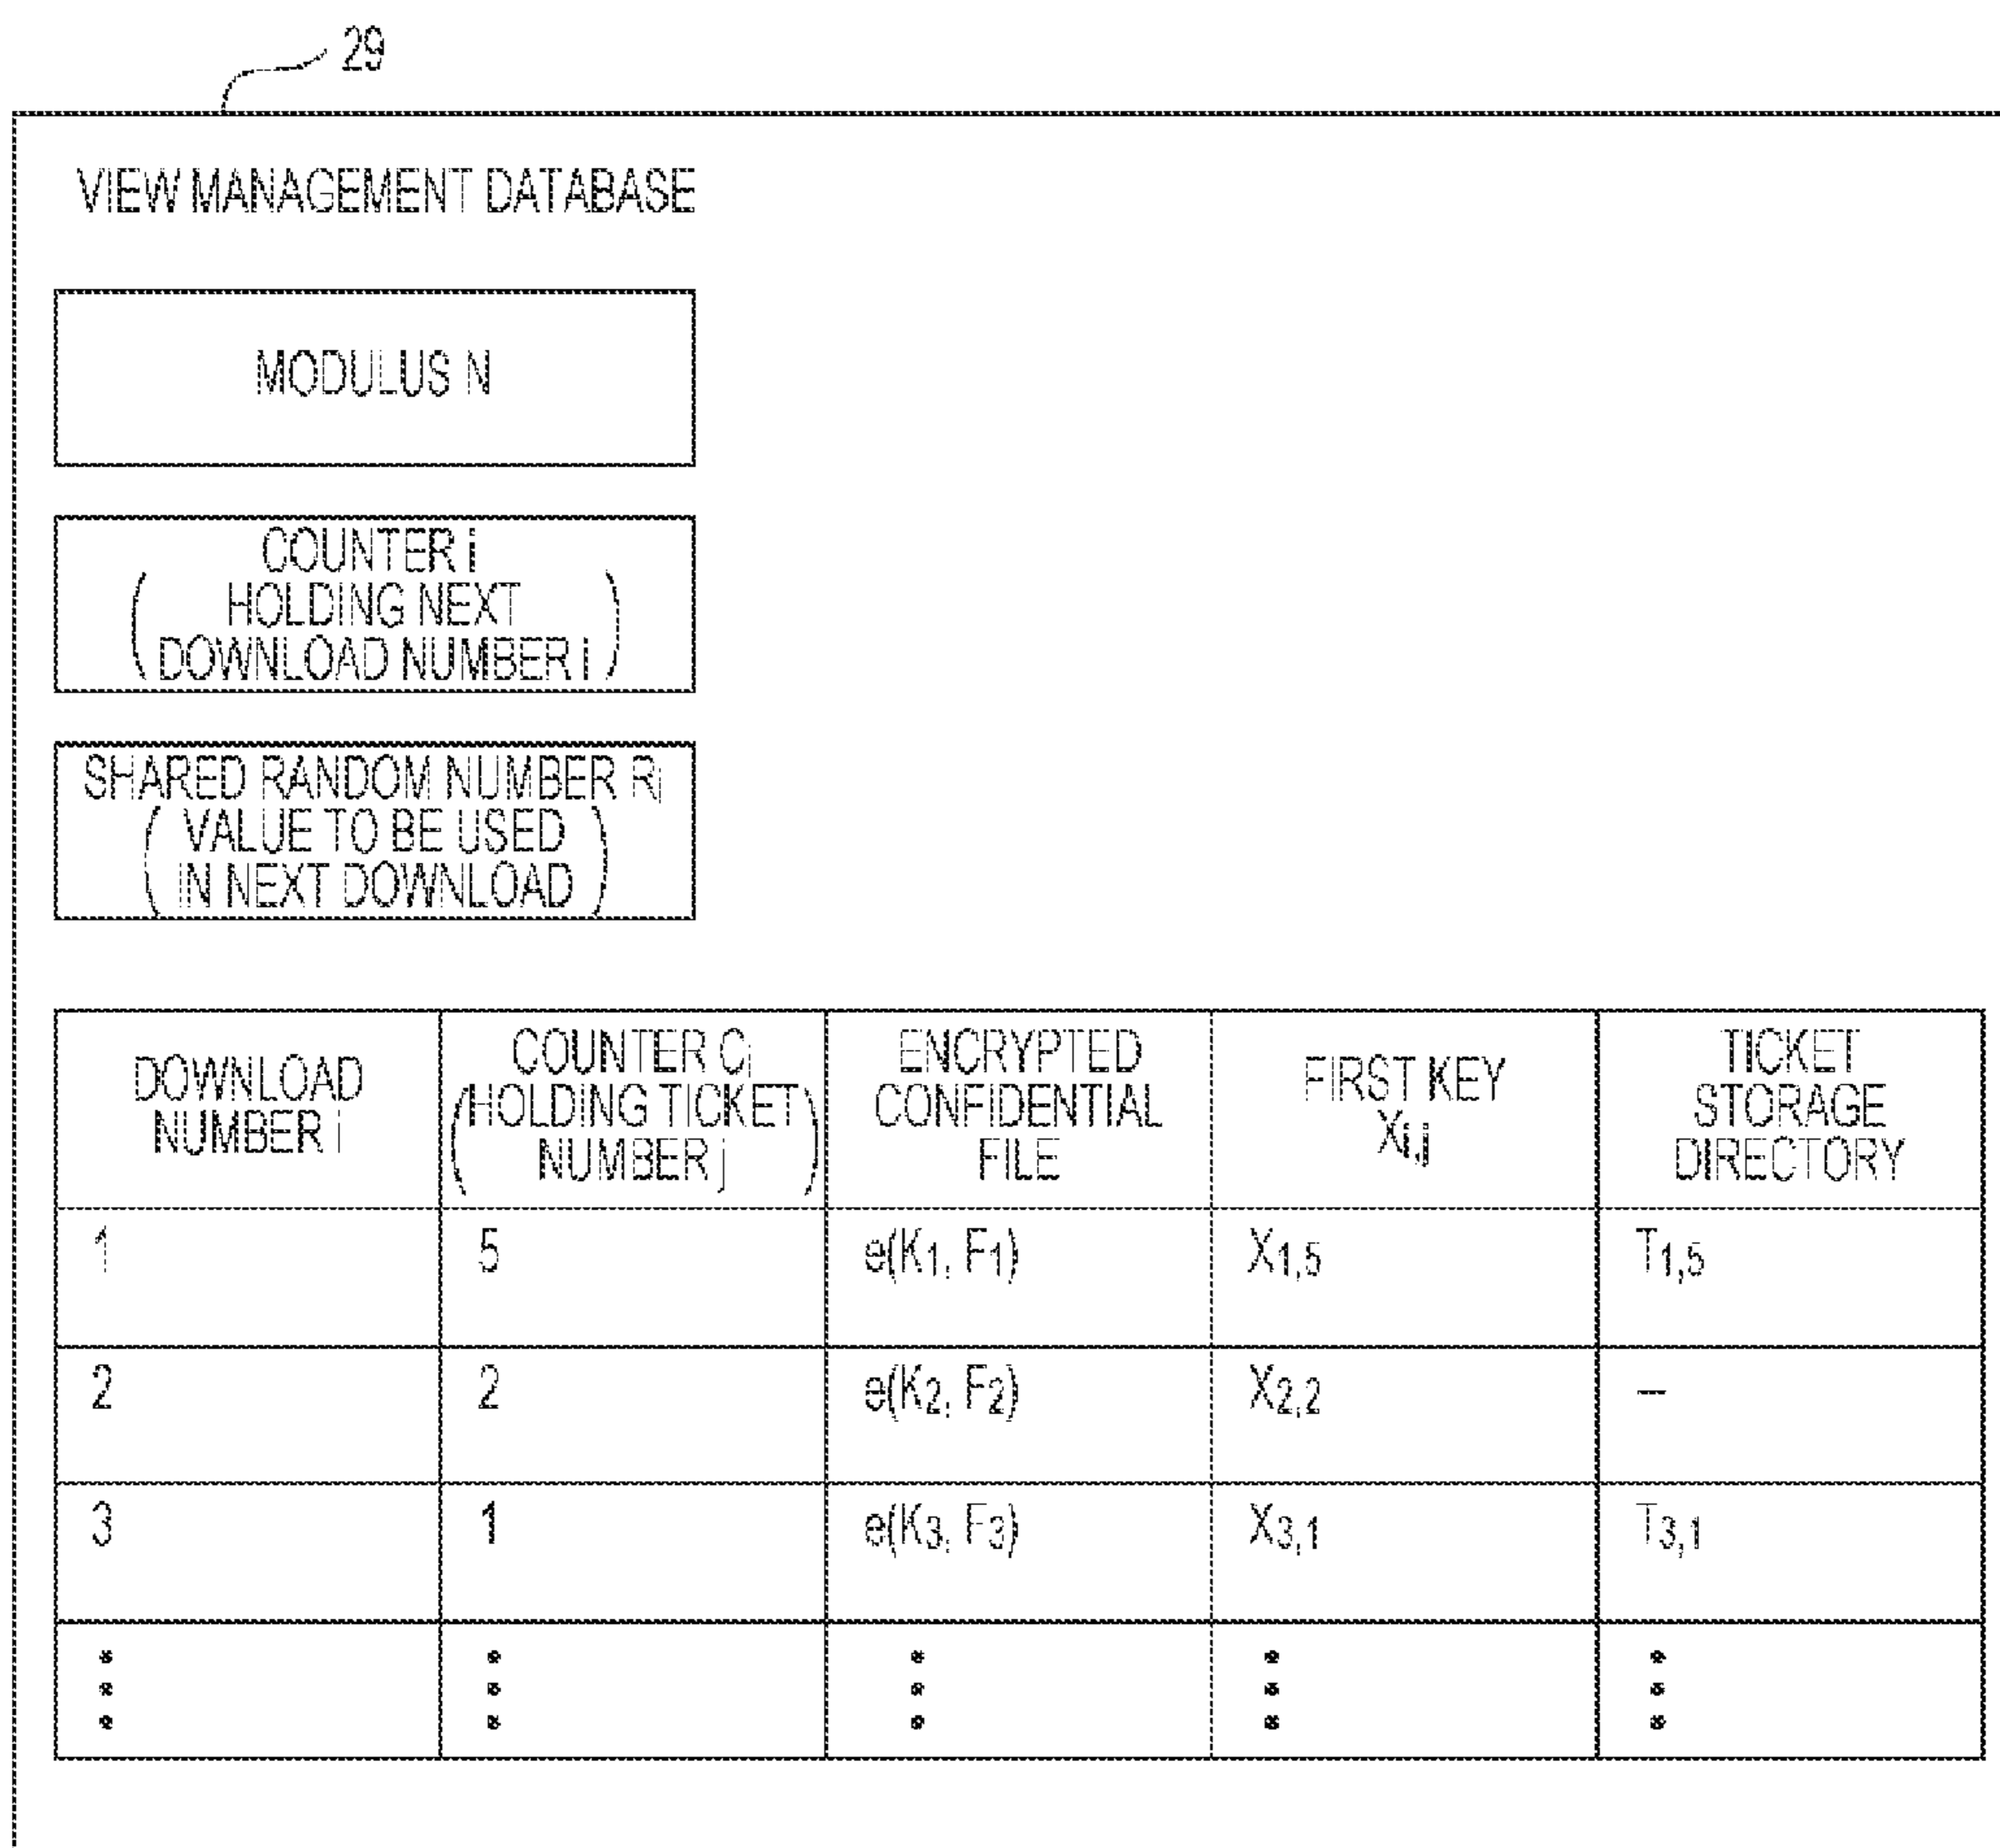 29
VIEW MANAGEMENT DATABASE
MODULUS N
COUNTER i
( HOLDING NEXT
DOWNLOAD NUMBER i )
SHARED RANDOM NUMBER Ri
( VALUE TO BE USED
IN NEXT DOWNLOAD )
DOWNLOAD
NUMBER i
COUNTER Ci
(HOLDING TICKET
NUMBER j)
ENCRYPTED
CONFIDENTIAL
FILE
FIRST KEY
Xi,j
TICKET
STORAGE
DIRECTORY
1 5 e(K1, F1) X1,5 T1,5
2 2 e(K2, F2) X2,2 –
3 1 e(K3, F3) X3,1 T3,1